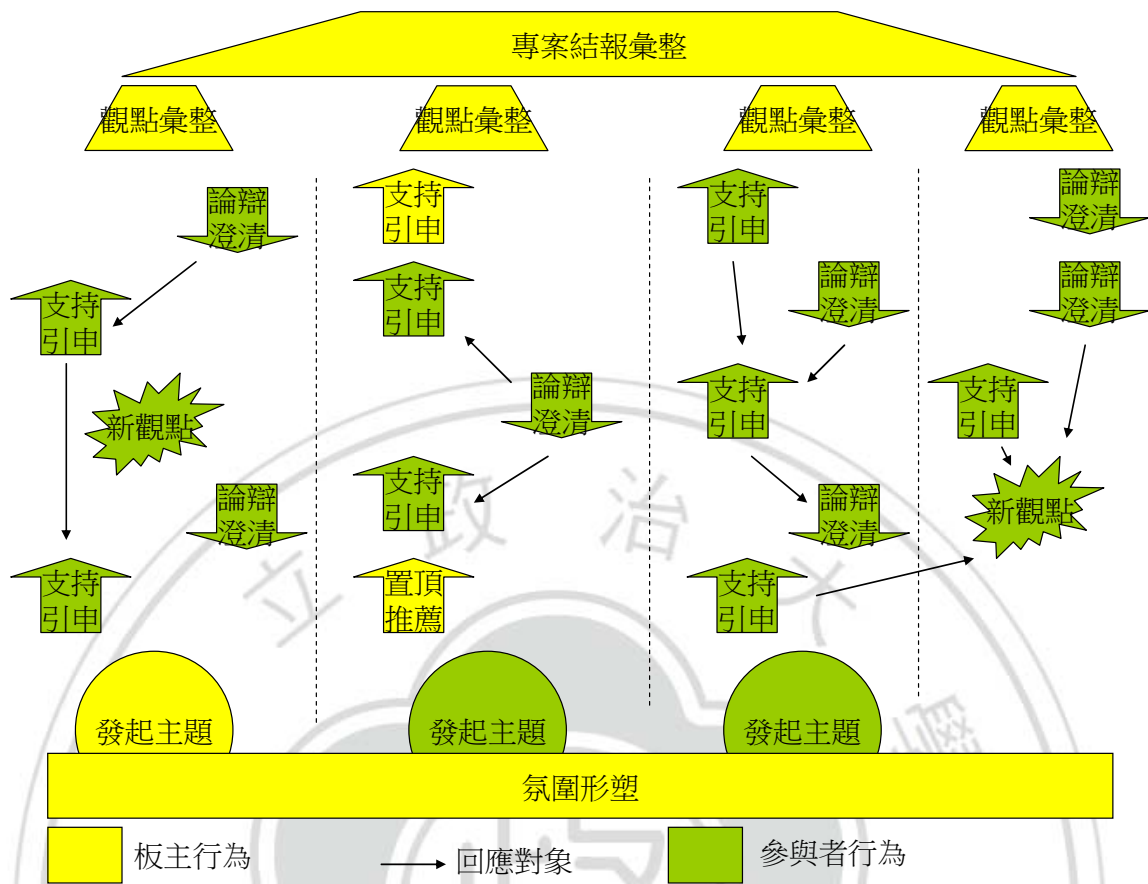 專案結報彙整
觀點彙整
觀點彙整
觀點彙整
觀點彙整
論辯
澄清
支持
引申
新觀點
論辯
澄清
支持
引申
發起主題
支持
引申
支持
引申
論辯
澄清
支持
引申
置頂
推薦
發起主題
支持
引申
論辯
澄清
支持
引申
論辯
澄清
支持
引申
發起主題
論辯
澄清
論辯
澄清
支持
引申
新觀點
氛圍形塑
板主行為
回應對象
參與者行為
立政治大學